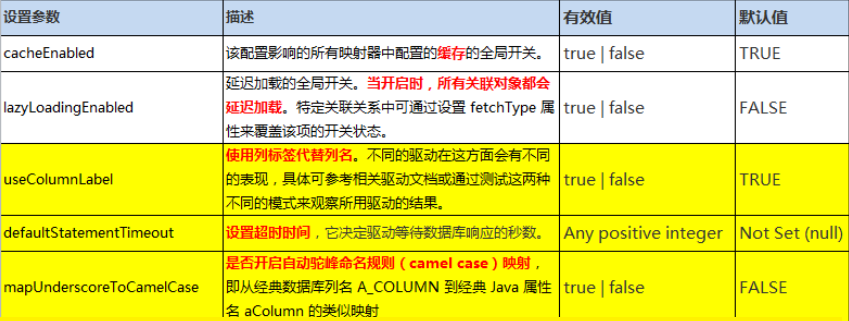 设置参数 描述 有效值 默认值
cacheEnabled 该配置影响的所有映射器中配置的缓存的全局开关。 true | false TRUE
延迟加载的全局开关。当开启时，所有关联对象都会
lazyLoadingEnabled 延迟加载。特定关联关系中可通过设置 fetchType 属 true | false FALSE
性来覆盖该项的开关状态。
使用列标签代替列名。不同的驱动在这方面会有不同
useColumnLabel 的表现，具体可参考相关驱动文档或通过测试这两种 true | false TRUE
不同的模式来观察所用驱动的结果。
defaultStatementTimeout 设置超时时间，它决定驱动等待数据库响应的秒数。 Any positive integer Not Set (null)
是否开启自动驼峰命名规则（camel case）映射，
mapUnderscoreToCamelCase 即从经典数据库列名 A_COLUMN 到经典 Java 属性 true | false FALSE
名 aColumn 的类似映射